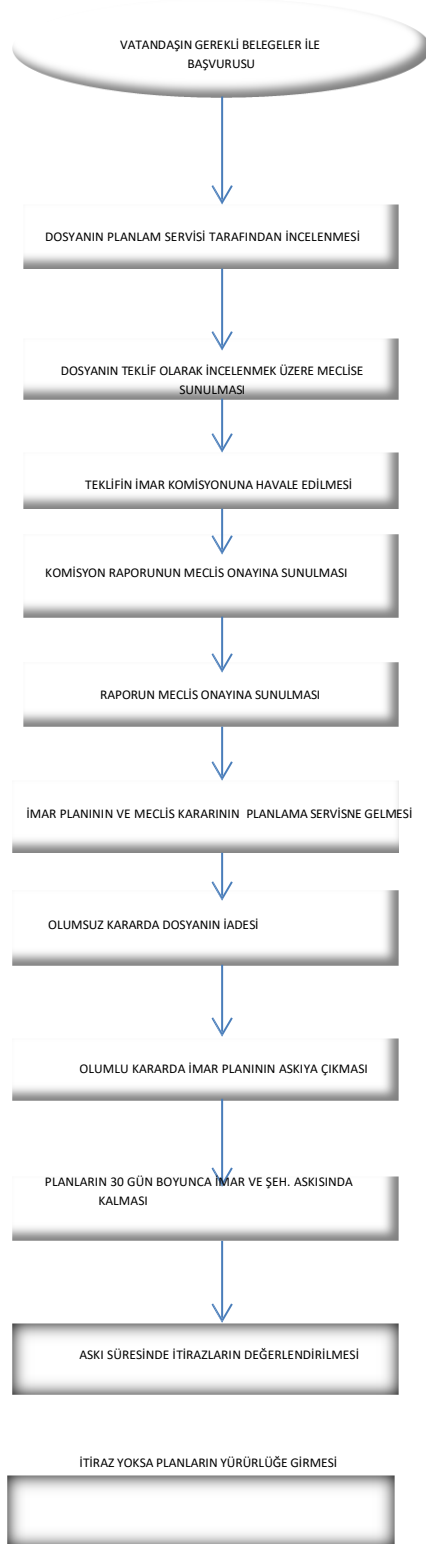 VATANDAŞIN GEREKLİ BELEGELER İLE
BAŞVURUSU
DOSYANIN PLANLAM SERVİSİ TARAFINDAN İNCELENMESİ
DOSYANIN TEKLİF OLARAK İNCELENMEK ÜZERE MECLİSE
SUNULMASI
TEKLİFİN İMAR KOMİSYONUNA HAVALE EDİLMESİ
KOMİSYON RAPORUNUN MECLİS ONAYINA SUNULMASI
RAPORUN MECLİS ONAYINA SUNULMASI
İMAR PLANININ VE MECLİS KARARININ PLANLAMA SERVİSNE GELMESİ
OLUMSUZ KARARDA DOSYANIN İADESİ
OLUMLU KARARDA İMAR PLANININ ASKIYA ÇIKMASI
PLANLARIN 30 GÜN BOYUNCA İMAR VE ŞEH. ASKISINDA
KALMASI
ASKI SÜRESİNDE İTİRAZLARIN DEĞERLENDİRİLMESİ
İTİRAZ YOKSA PLANLARIN YÜRÜRLÜĞE GİRMESİ